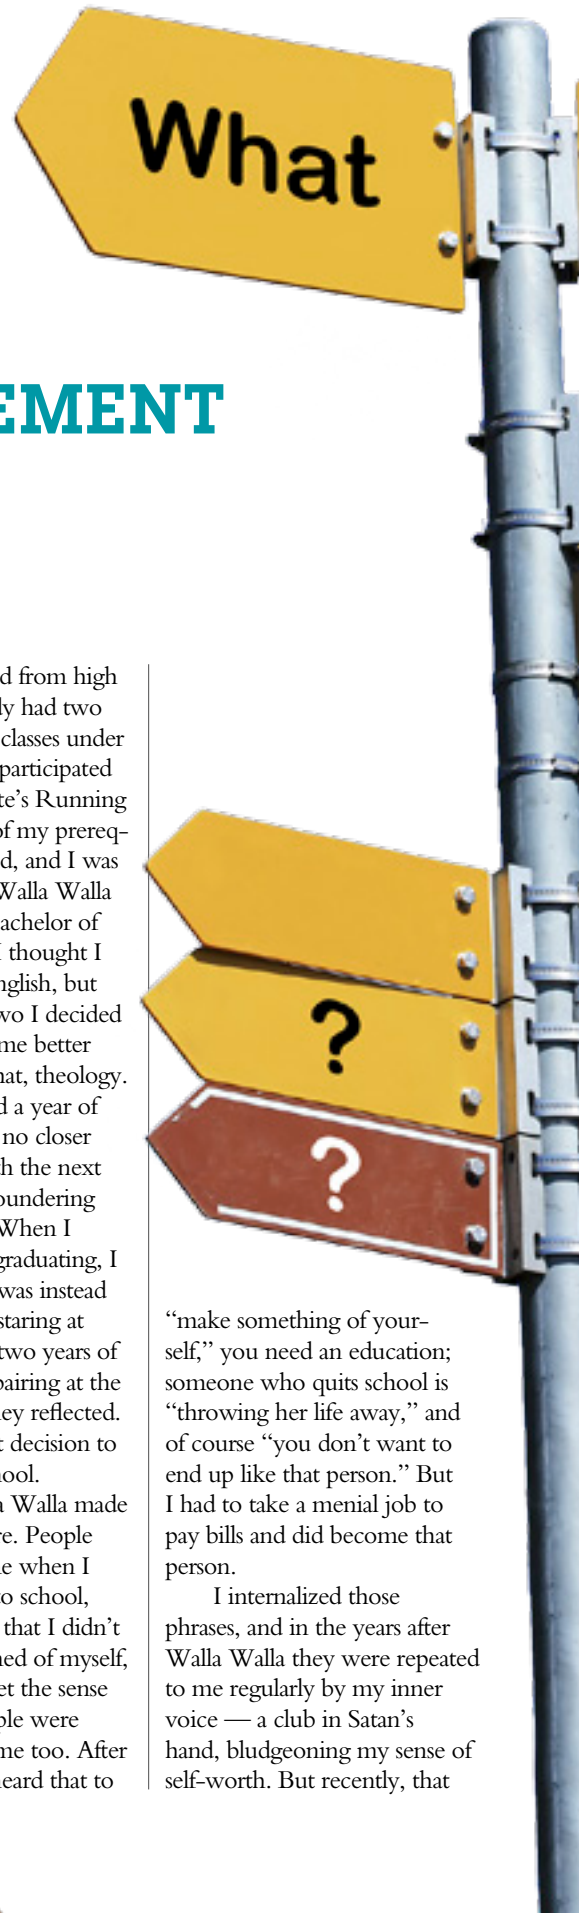 What
EMENT
d from high
ly had two
classes under
participated
te's Running
of my prereq-
d, and I was
Walla Walla
achelor of
I thought I
nglish, but
wo I decided
me better
hat, theology.
d a year of
no closer
th the next
oundering
When I
graduating, I
was instead
staring at
two years of
pairing at the
ey reflected.
t decision to
hool.
a Walla made
re. People
e when I
to school,
that I didn't
ned of myself,
et the sense
ple were
me too. After
heard that to
?
?
“make something of your-
self,” you need an education;
someone who quits school is
“throwing her life away,” and
of course “you don’t want to
end up like that person.” But
I had to take a menial job to
pay bills and did become that
person.
I internalized those
phrases, and in the years after
Walla Walla they were repeated
to me regularly by my inner
voice — a club in Satan’s
hand, bludgeoning my sense of
self-worth. But recently, that